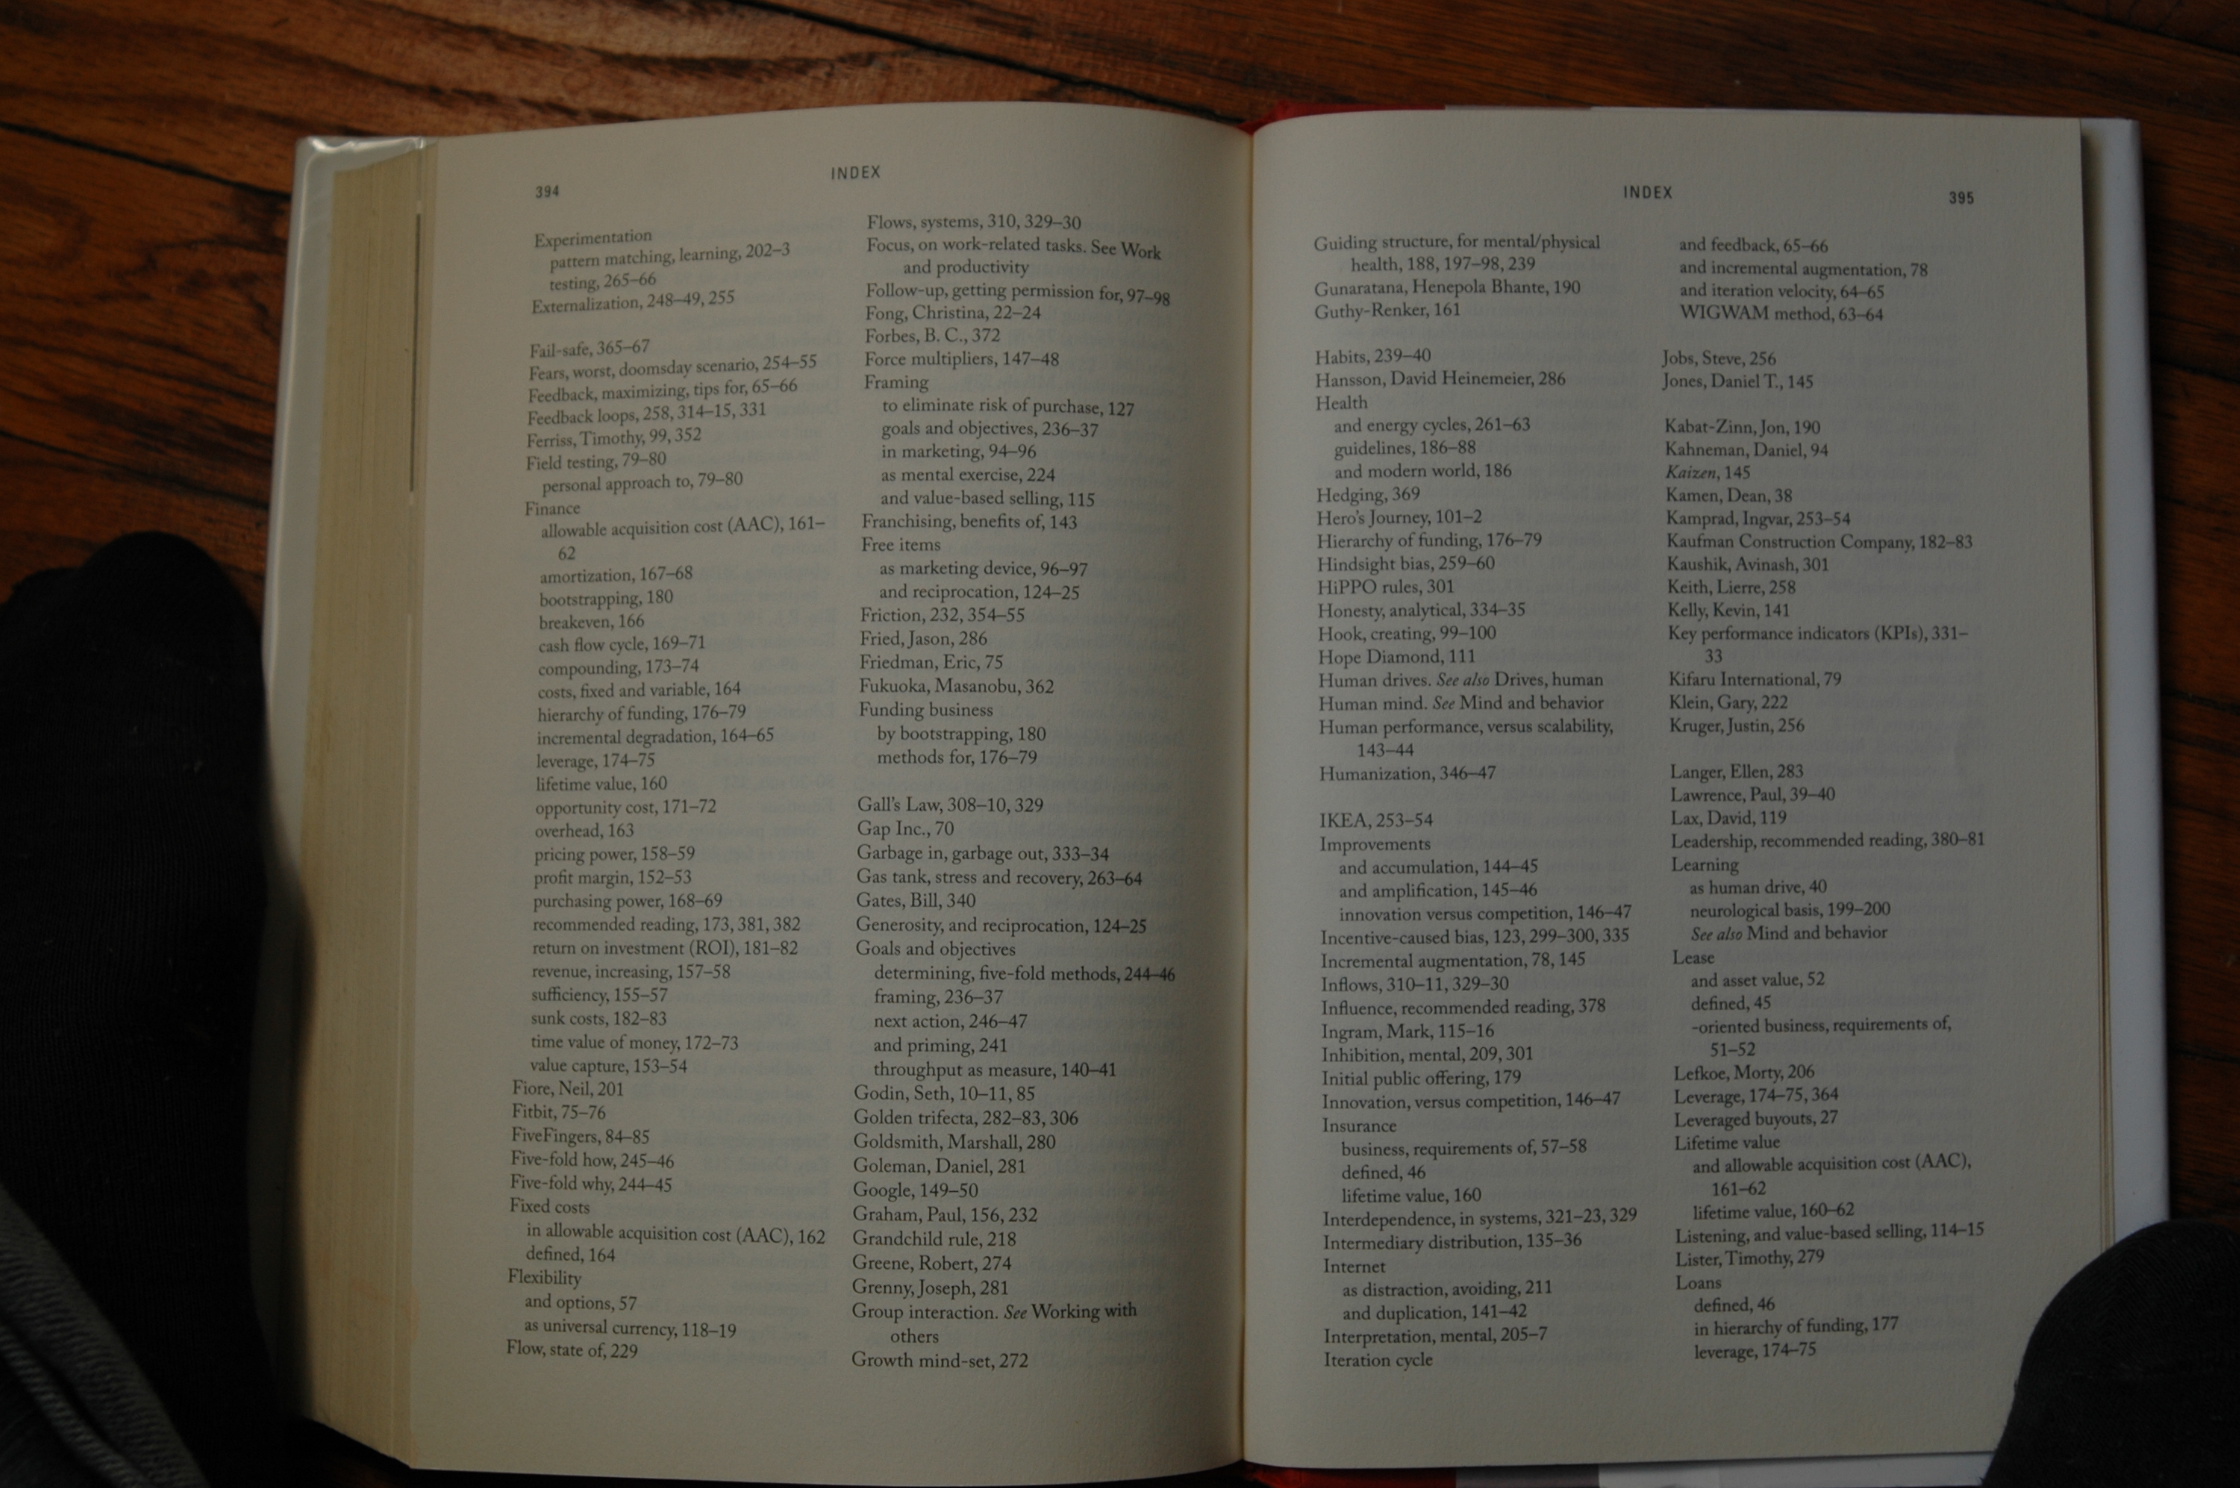 394
INDEX
Experimentation
pattern matching, learning, 202–3
testing, 265–66
Externalization, 248–49, 255
Fail-safe, 365–67
Fears, worst, doomsday scenario, 254–55
Feedback, maximizing, tips for, 65–66
Feedback loops, 258, 314–15, 331
Ferriss, Timothy, 99, 352
Field testing, 79–80
personal approach to, 79–80
Finance
allowable acquisition cost (AAC), 161–
62
amortization, 167–68
bootstrapping, 180
breakeven, 166
cash flow cycle, 169–71
compounding, 173–74
costs, fixed and variable, 164
hierarchy of funding, 176–79
incremental degradation, 164–65
leverage, 174–75
lifetime value, 160
opportunity cost, 171–72
overhead, 163
pricing power, 158–59
profit margin, 152–53
purchasing power, 168–69
recommended reading, 173, 381, 382
return on investment (ROI), 181–82
revenue, increasing, 157–58
sufficiency, 155–57
sunk costs, 182–83
time value of money, 172–73
value capture, 153–54
Fiore, Neil, 201
Fitbit, 75–76
FiveFingers, 84–85
Five-fold how, 245–46
Five-fold why, 244–45
Fixed costs
in allowable acquisition cost (AAC), 162
defined, 164
Flexibility
and options, 57
as universal currency, 118–19
Flow, state of, 229
Flows, systems, 310, 329–30
Focus, on work-related tasks. See Work
and productivity
Follow-up, getting permission for, 97–98
Fong, Christina, 22–24
Forbes, B. C., 372
Force multipliers, 147–48
Framing
to eliminate risk of purchase, 127
goals and objectives, 236–37
in marketing, 94–96
as mental exercise, 224
and value-based selling, 115
Franchising, benefits of, 143
Free items
as marketing device, 96–97
and reciprocation, 124–25
Friction, 232, 354–55
Fried, Jason, 286
Friedman, Eric, 75
Fukuoka, Masanobu, 362
Funding business
by bootstrapping, 180
methods for, 176–79
Gall's Law, 308–10, 329
Gap Inc., 70
Garbage in, garbage out, 333–34
Gas tank, stress and recovery, 263–64
Gates, Bill, 340
Generosity, and reciprocation, 124–25
Goals and objectives
determining, five-fold methods, 244–46
framing, 236–37
next action, 246–47
and priming, 241
throughput as measure, 140–41
Godin, Seth, 10–11, 85
Golden trifecta, 282–83, 306
Goldsmith, Marshall, 280
Goleman, Daniel, 281
Google, 149–50
Graham, Paul, 156, 232
Grandchild rule, 218
Greene, Robert, 274
Grenny, Joseph, 281
Group interaction. See Working with
others
Growth mind-set, 272
INDEX
395
Guiding structure, for mental/physical
health, 188, 197–98, 239
Gunaratana, Henepola Bhante, 190
Guthy-Renker, 161
Habits, 239–40
Hansson, David Heinemeier, 286
Health
and energy cycles, 261–63
guidelines, 186–88
and modern world, 186
Hedging, 369
Hero's Journey, 101–2
Hierarchy of funding, 176–79
Hindsight bias, 259–60
HiPPO rules, 301
Honesty, analytical, 334–35
Hook, creating, 99–100
Hope Diamond, 111
Human drives. See also Drives, human
Human mind. See Mind and behavior
Human performance, versus scalability,
143–44
Humanization, 346–47
IKEA, 253–54
Improvements
and accumulation, 144–45
and amplification, 145–46
innovation versus competition, 146–47
Incentive-caused bias, 123, 299–300, 335
Incremental augmentation, 78, 145
Inflows, 310–11, 329–30
Influence, recommended reading, 378
Ingram, Mark, 115–16
Inhibition, mental, 209, 301
Initial public offering, 179
Innovation, versus competition, 146–47
Insurance
business, requirements of, 57–58
defined, 46
lifetime value, 160
Interdependence, in systems, 321–23, 329
Intermediary distribution, 135–36
Internet
as distraction, avoiding, 211
and duplication, 141–42
Interpretation, mental, 205–7
Iteration cycle
and feedback, 65–66
and incremental augmentation, 78
and iteration velocity, 64–65
WIGWAM method, 63–64
Jobs, Steve, 256
Jones, Daniel T., 145
Kabat-Zinn, Jon, 190
Kahneman, Daniel, 94
Kaizen, 145
Kamen, Dean, 38
Kamprad, Ingvar, 253–54
Kaufman Construction Company, 182–83
Kaushik, Avinash, 301
Keith, Lierre, 258
Kelly, Kevin, 141
Key performance indicators (KPIs), 331–
33
Kifaru International, 79
Klein, Gary, 222
Kruger, Justin, 256
Langer, Ellen, 283
Lawrence, Paul, 39–40
Lax, David, 119
Leadership, recommended reading, 380–81
Learning
as human drive, 40
neurological basis, 199–200
See also Mind and behavior
Lease
and asset value, 52
defined, 45
-oriented business, requirements of,
51–52
Lefkoe, Morty, 206
Leverage, 174–75, 364
Leveraged buyouts, 27
Lifetime value
and allowable acquisition cost (AAC),
161–62
lifetime value, 160–62
Listening, and value-based selling, 114–15
Lister, Timothy, 279
Loans
defined, 46
in hierarchy of funding, 177
leverage, 174–75